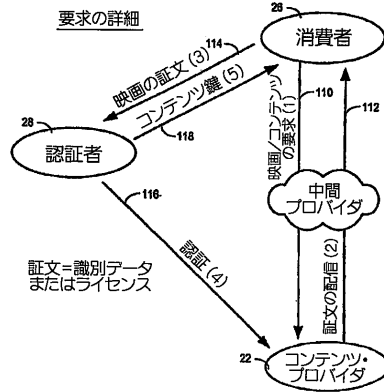 要求の詳細
26
消費者
114
映画の証文 (3)
コンテンツ鍵 (5)
118
28
認証者
映画/コンテンツ
の要求 (1)
110
112
中間
プロバイダ
116
認証 (4)
証文の配信 (2)
証文=識別データ
またはライセンス
22
コンテンツ・
プロバイダ